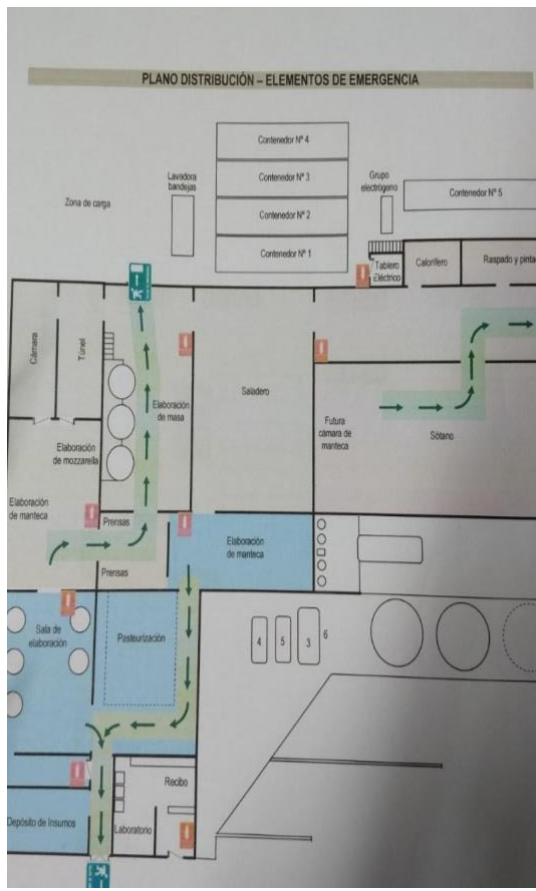 PLANO DISTRIBUCIÓN – ELEMENTOS DE EMERGENCIA
Contenedor Nº 4
Lavadora
bandejas
Grupo
electrógeno
Contenedor Nº 3
Contenedor Nº 5
Zona de carga
Contenedor Nº 2
Contenedor Nº 1
Tablero
Eléctrico
Calorífero
Raspado y pinta
Cámara
Túnel
Elaboración
de masa
Saladero
Futura
cámara de
manteca
Sótano
Elaboración
de mozzarella
Elaboración
de manteca
Prensas
Elaboración
de manteca
Prensas
Sala de
elaboración
Pasteurización
4
5
3
6
Recibo
Depósito de Insumos
Laboratorio